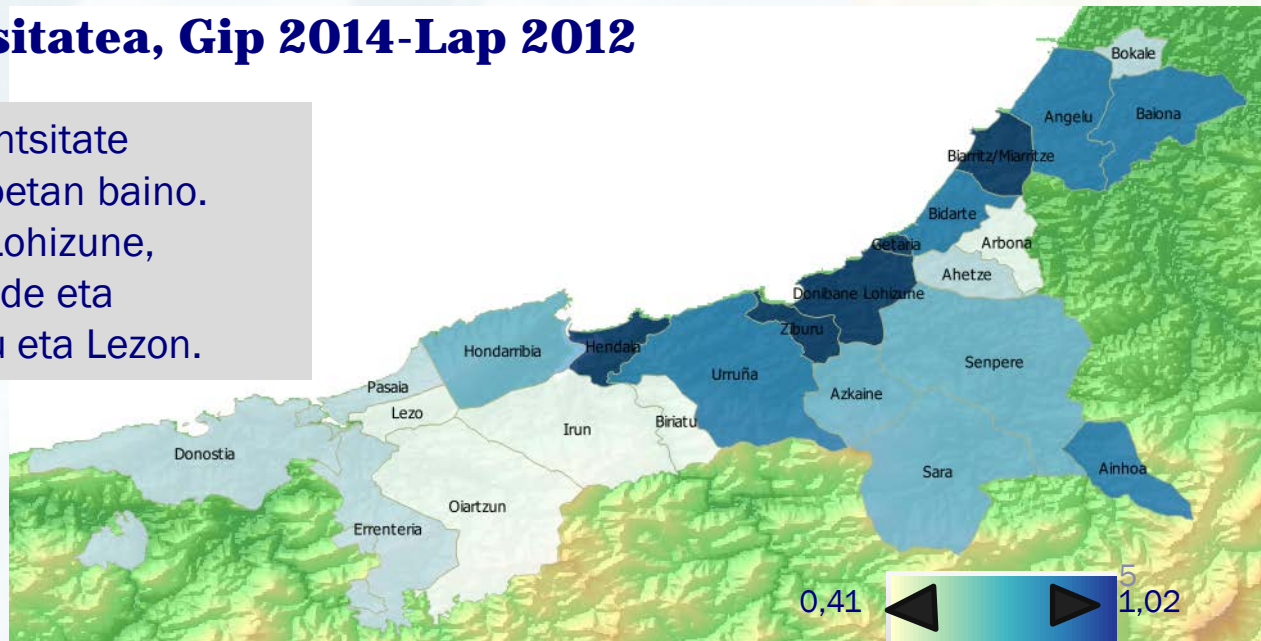 sitatea, Gip 2014-Lap 2012
ntsitate
oetan baino.
Lohizune,
de eta
u eta Lezon.
Bokale
Angelu
Baiona
Biarritz/Miarritze
Bidarte
Getaria
Arbona
Ahetze
Donibane Lohizune
Ziburu
Hendaia
Hondarribia
Urruña
Senpere
Azkaine
Pasaia
Lezo
Irun
Biriatu
Donostia
Sara
Ainhoa
Oiartzun
Errenteria
5
0,41
1,02